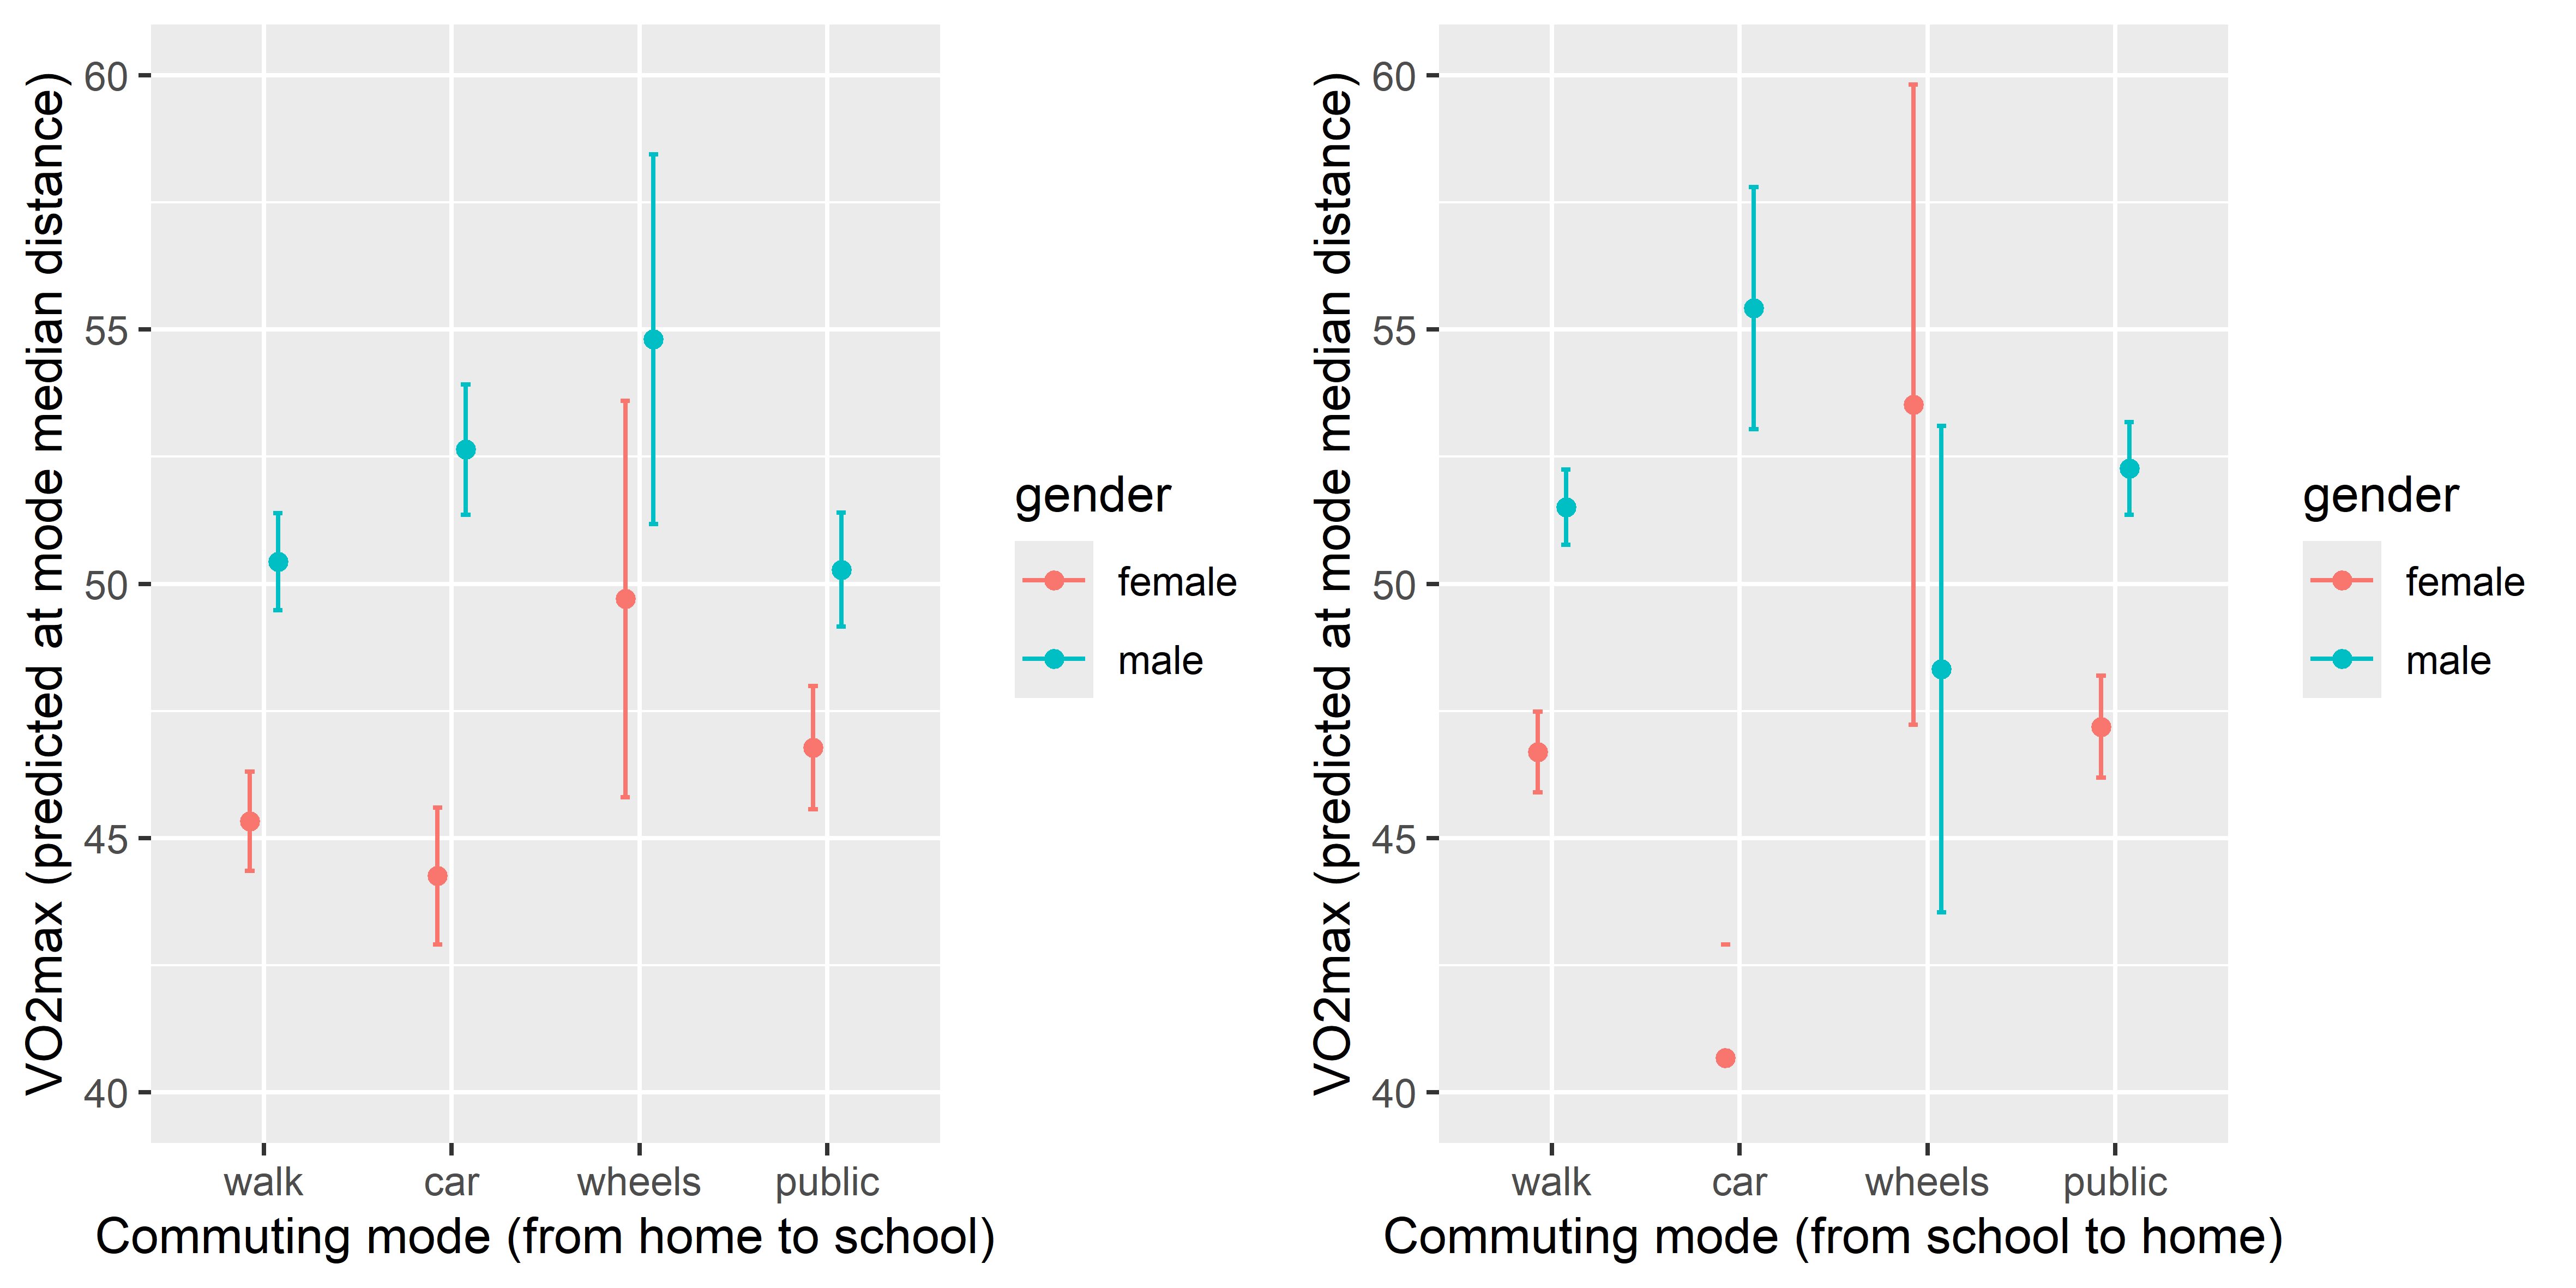 VO2max (predicted at mode median distance)
60
55
50
45
40
walk car wheels public
Commuting mode (from home to school)
gender
female
male
VO2max (predicted at mode median distance)
60
55
50
45
40
walk car wheels public
Commuting mode (from school to home)
gender
female
male